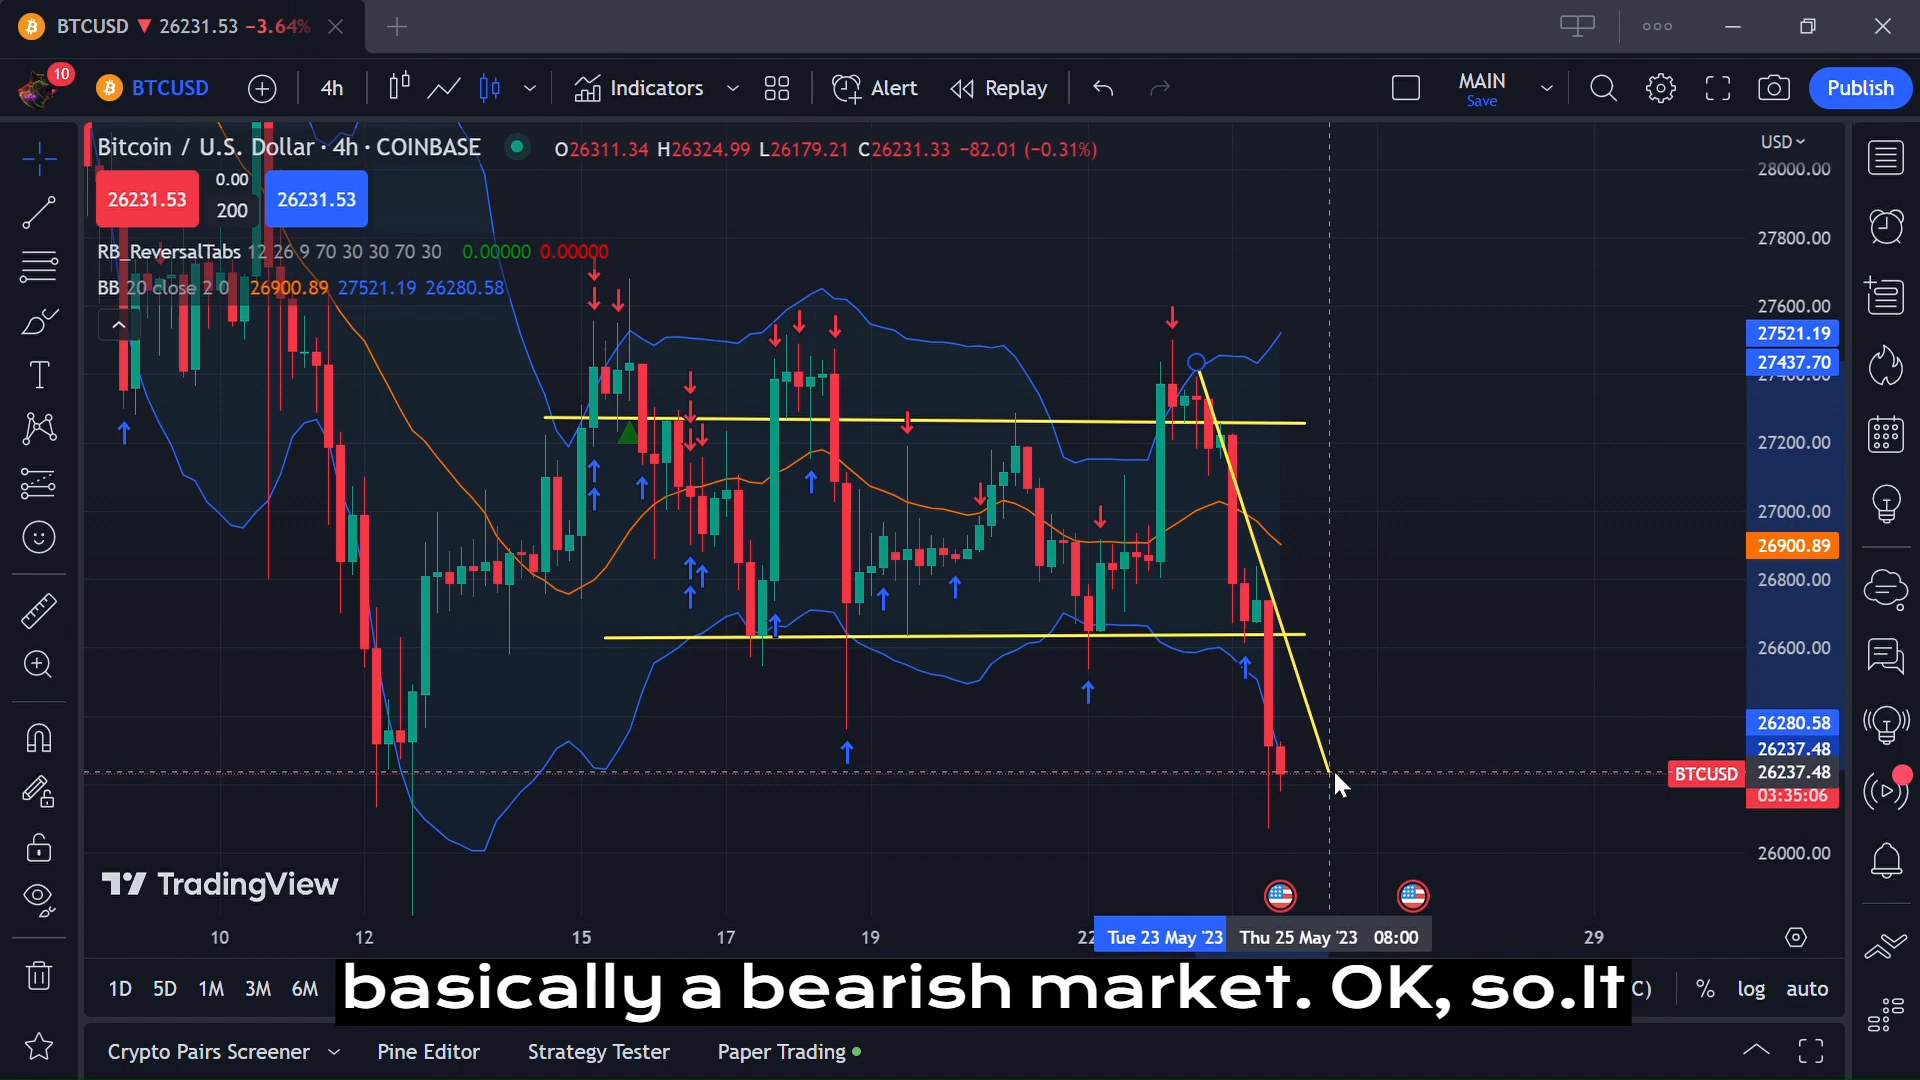 BTCUSD ▼ 26231.53 −3.64%
10
BTCUSD 4h Indicators Alert Replay MAIN Save Publish
Bitcoin / U.S. Dollar · 4h · COINBASE O26311.34 H26324.99 L26179.21 C26231.33 −82.01 (−0.31%)
USD
28000.00
26231.53 0.00 200 26231.53
27800.00
RB_ReversalTabs 12 26 9 70 30 30 70 30 0.00000 0.00000
BB 20 close 2 0 26900.89 27521.19 26280.58
27600.00
27521.19
27437.70
27400.00
27200.00
27000.00
26900.89
26800.00
26600.00
26280.58
26237.48
BTCUSD 26237.48
03:35:06
26000.00
TradingView
10 12 15 17 19 22 Tue 23 May '23 Thu 25 May '23 08:00 29
1D 5D 1M 3M 6M C) % log auto
basically a bearish market. OK, so.It
Crypto Pairs Screener Pine Editor Strategy Tester Paper Trading